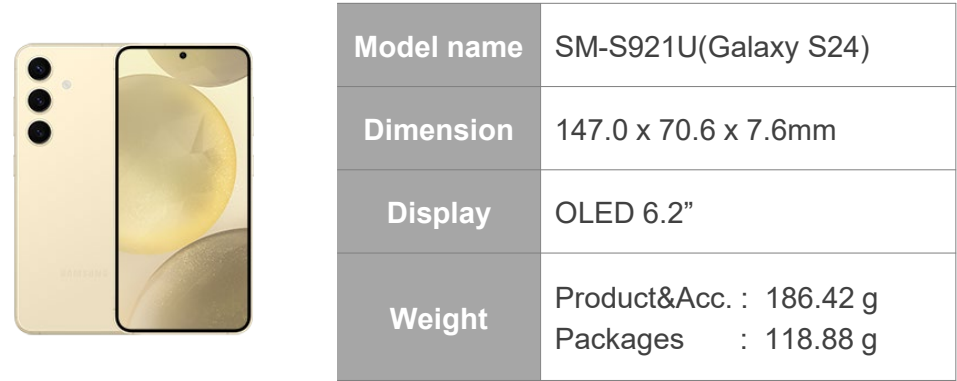 Model name SM-S921U(Galaxy S24)
Dimension 147.0 x 70.6 x 7.6mm
Display OLED 6.2”
Weight Product&Acc. : 186.42 g
Packages : 118.88 g
SAMSUNG